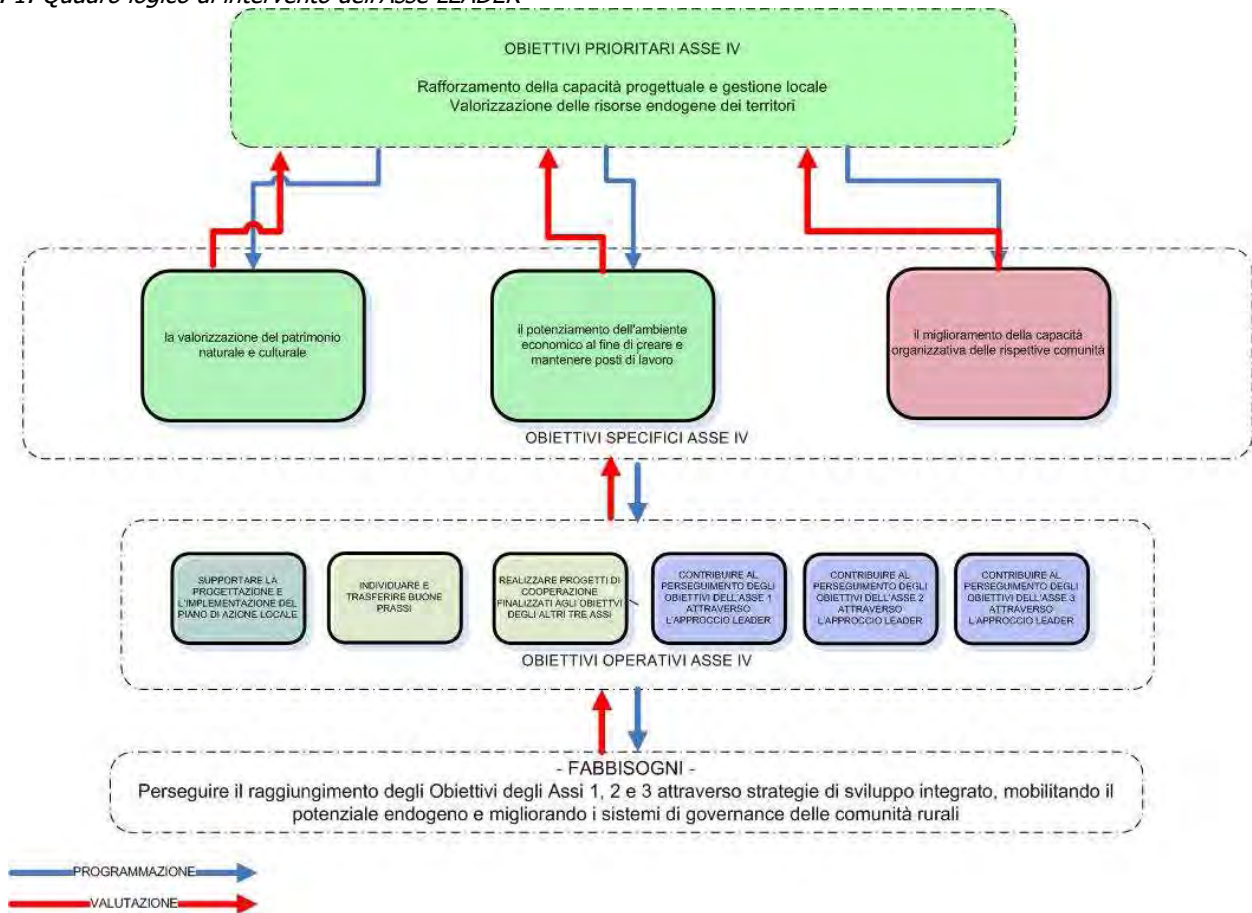 1: Quadro logico di intervento dell'Asse LEADER
OBIETTIVI PRIORITARI ASSE IV
Rafforzamento della capacità progettuale e gestione locale
Valorizzazione delle risorse endogene dei territori
la valorizzazione del patrimonio
naturale e culturale
il potenziamento dell'ambiente
economico al fine di creare e
mantenere posti di lavoro
il miglioramento della capacità
organizzativa delle rispettive comunità
OBIETTIVI SPECIFICI ASSE IV
SUPPORTARE LA
PROGETTAZIONE E
L'IMPLEMENTAZIONE DEL
PIANO DI AZIONE LOCALE
INDIVIDUARE E
TRASFERIRE BUONE
PRASSI
REALIZZARE PROGETTI DI
COOPERAZIONE
FINALIZZATI AGLI OBIETTVI
DEGLI ALTRI TRE ASSI
CONTRIBUIRE AL
PERSEGUIMENTO DEGLI
OBIETTIVI DELL'ASSE 1
ATTRAVERSO
L'APPROCCIO LEADER
CONTRIBUIRE AL
PERSEGUIMENTO DEGLI
OBIETTIVI DELL'ASSE 2
ATTRAVERSO
L'APPROCCIO LEADER
CONTRIBUIRE AL
PERSEGUIMENTO DEGLI
OBIETTIVI DELL'ASSE 3
ATTRAVERSO
L'APPROCCIO LEADER
OBIETTIVI OPERATIVI ASSE IV
- FABBISOGNI -
Perseguire il raggiungimento degli Obiettivi degli Assi 1, 2 e 3 attraverso strategie di sviluppo integrato, mobilitando il
potenziale endogeno e migliorando i sistemi di governance delle comunità rurali
PROGRAMMAZIONE
VALUTAZIONE